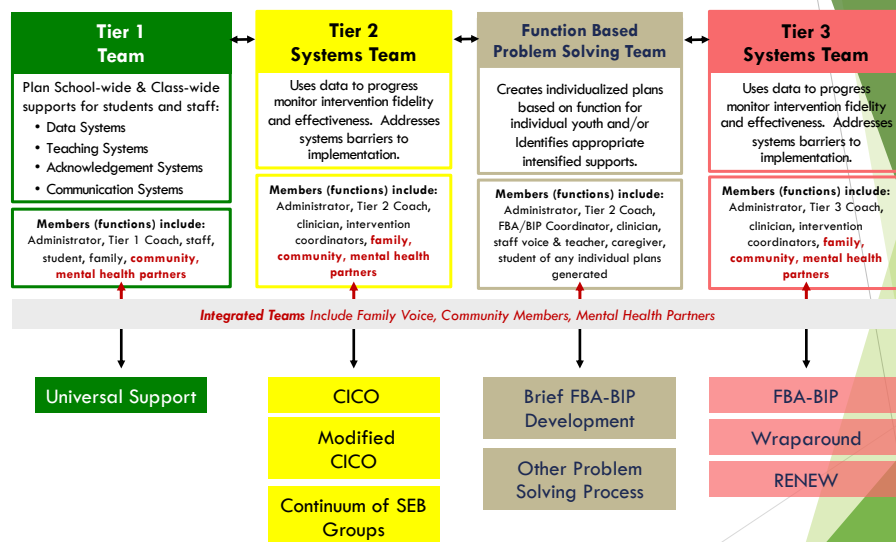 Tier 1
Team
Plan School-wide & Class-wide
supports for students and staff:
• Data Systems
• Teaching Systems
• Acknowledgement Systems
• Communication Systems
Members (functions) include:
Administrator, Tier 1 Coach, staff,
student, family, community,
mental health partners
Tier 2
Systems Team
Uses data to progress
monitor intervention fidelity
and effectiveness. Addresses
systems barriers to
implementation.
Members (functions) include:
Administrator, Tier 2 Coach,
clinician, intervention
coordinators, family,
community, mental health
partners
Function Based
Problem Solving Team
Creates individualized plans
based on function for
individual youth and/or
Identifies appropriate
intensified supports.
Members (functions) include:
Administrator, Tier 2 Coach,
FBA/BIP Coordinator, clinician,
staff voice & teacher, caregiver,
student of any individual plans
generated
Tier 3
Systems Team
Uses data to progress
monitor intervention fidelity
and effectiveness. Addresses
systems barriers to
implementation.
Members (functions) include:
Administrator, Tier 3 Coach,
clinician, intervention
coordinators, family,
community, mental health
partners
Integrated Teams Include Family Voice, Community Members, Mental Health Partners
Universal Support
CICO
Modified
CICO
Continuum of SEB
Groups
Brief FBA-BIP
Development
Other Problem
Solving Process
FBA-BIP
Wraparound
RENEW